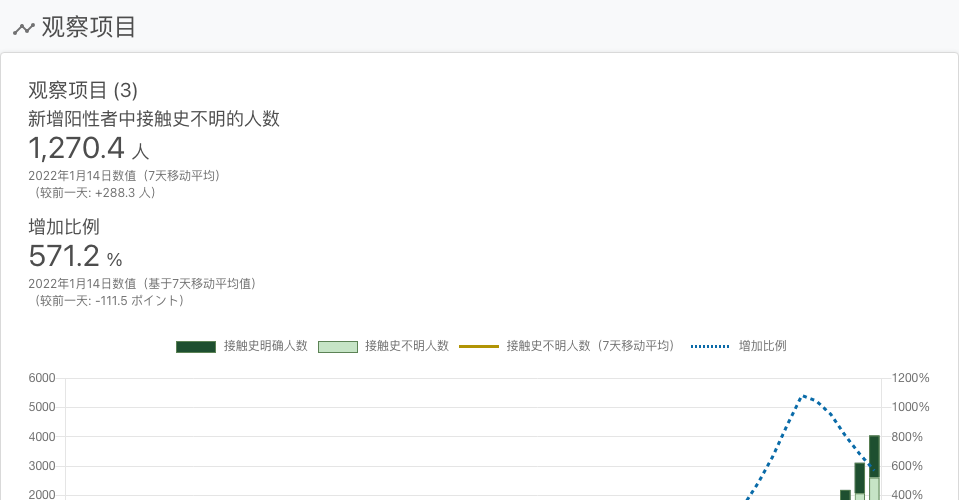 观察项目
观察项目 (3)
新增阳性者中接触史不明的人数
1,270.4 人
2022年1月14日数值（7天移动平均）
（较前一天: +288.3 人）
增加比例
571.2 %
2022年1月14日数值（基于7天移动平均值）
（较前一天: -111.5 ポイント）
接触史明确人数 接触史不明人数 接触史不明人数（7天移动平均） 增加比例
6000 1200%
5000 1000%
4000 800%
3000 600%
2000 400%